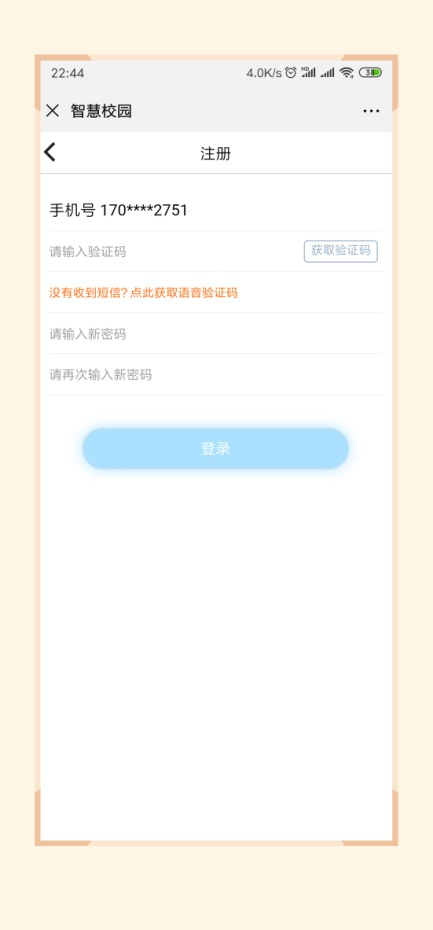 22:44
4.0K/s HD 38
智慧校园
注册
手机号 170****2751
请输入验证码
获取验证码
没有收到短信? 点此获取语音验证码
请输入新密码
请再次输入新密码
登录